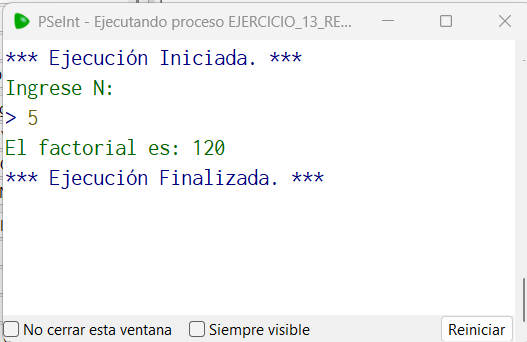 PSeInt - Ejecutando proceso EJERCICIO_13_RE...
*** Ejecución Iniciada. ***
Ingrese N:
> 5
El factorial es: 120
*** Ejecución Finalizada. ***
No cerrar esta ventana Siempre visible Reiniciar